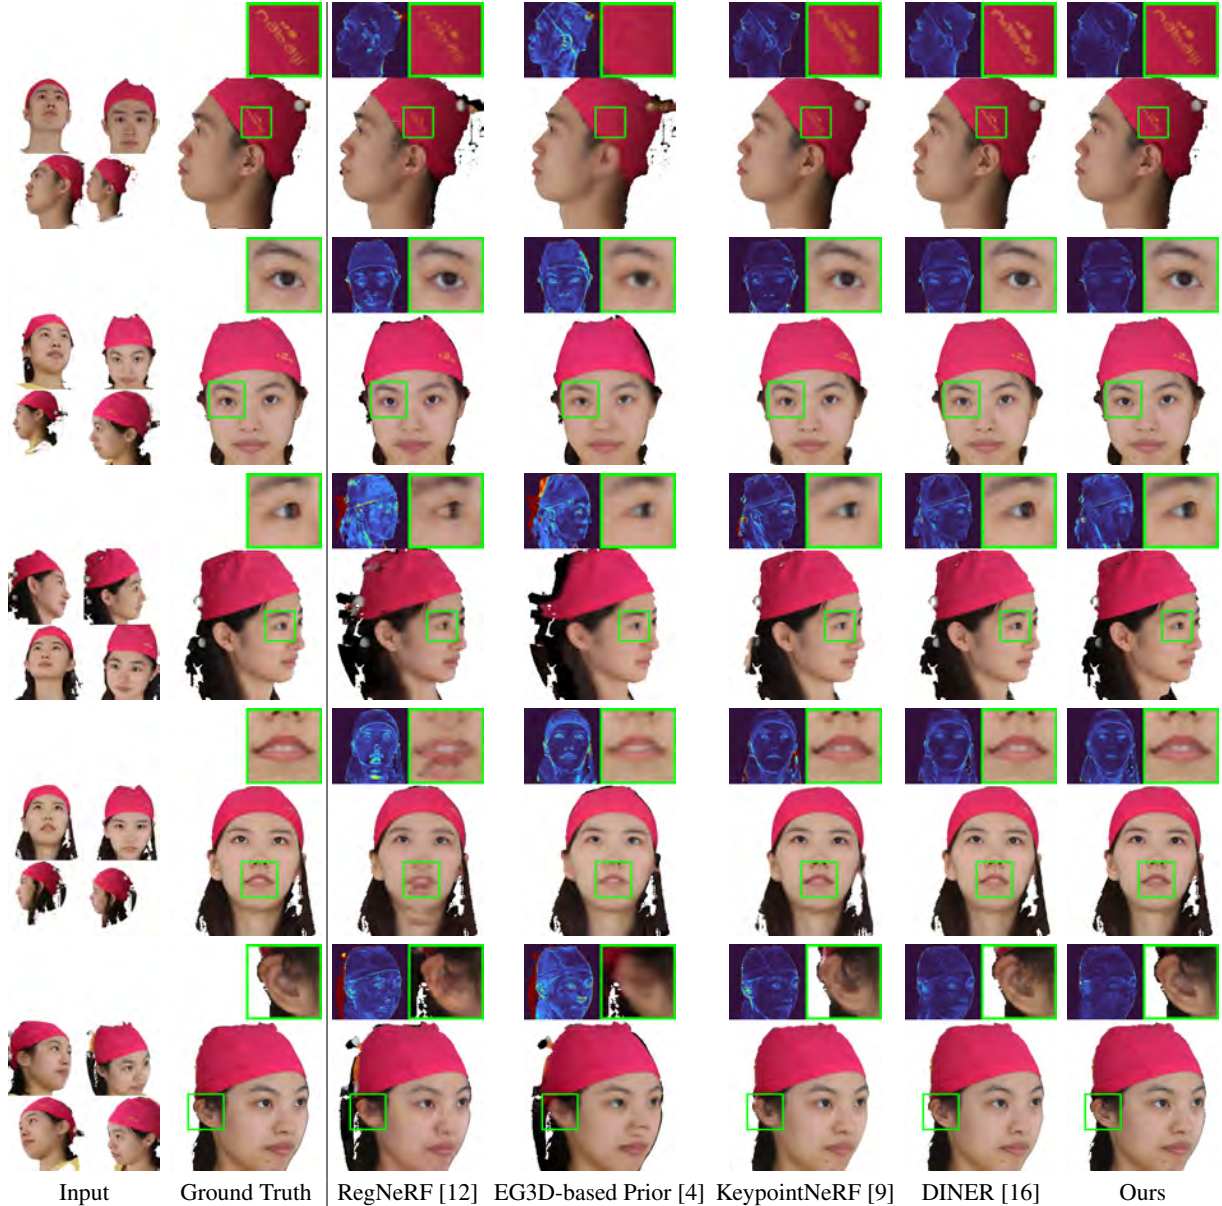 Input Ground Truth RegNeRF [12] EG3D-based Prior [4] KeypointNeRF [9] DINER [16] Ours